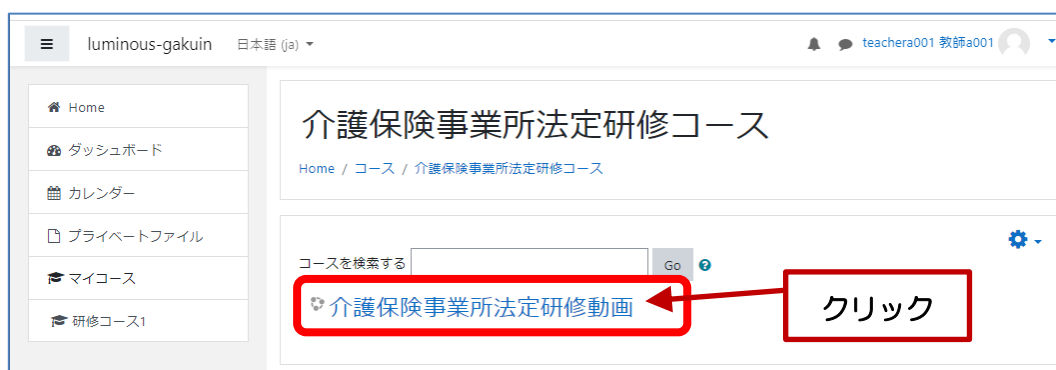 luminous-gakuin 日本語 (ja) teachera001 教師a001
Home
ダッシュボード
カレンダー
プライベートファイル
マイコース
研修コース1
介護保険事業所法定研修コース
Home / コース / 介護保険事業所法定研修コース
コースを検索する Go
介護保険事業所法定研修動画
クリック